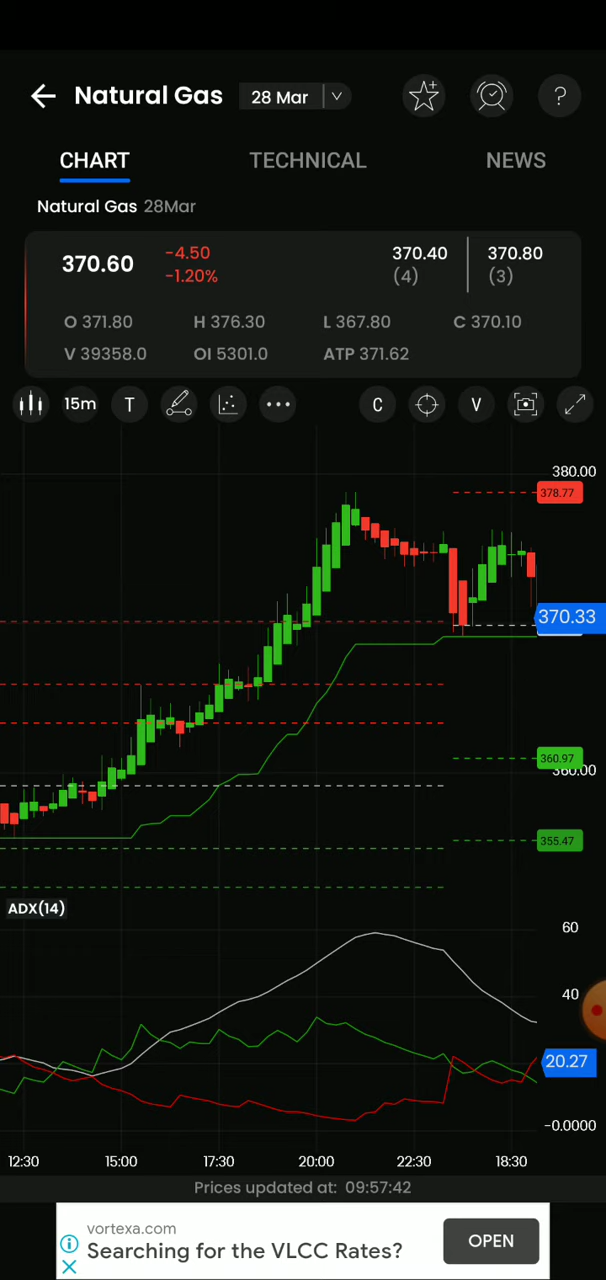 Natural Gas 28 Mar ?
CHART TECHNICAL NEWS
Natural Gas 28Mar
370.60 -4.50 370.40 370.80
-1.20% (4) (3)
O 371.80 H 376.30 L 367.80 C 370.10
V 39358.0 OI 5301.0 ATP 371.62
15m T C V
380.00
378.77
370.33
360.97
360.00
355.47
ADX(14)
60
40
20.27
-0.0000
12:30 15:00 17:30 20:00 22:30 18:30
Prices updated at: 09:57:42
vortexa.com
Searching for the VLCC Rates?
OPEN